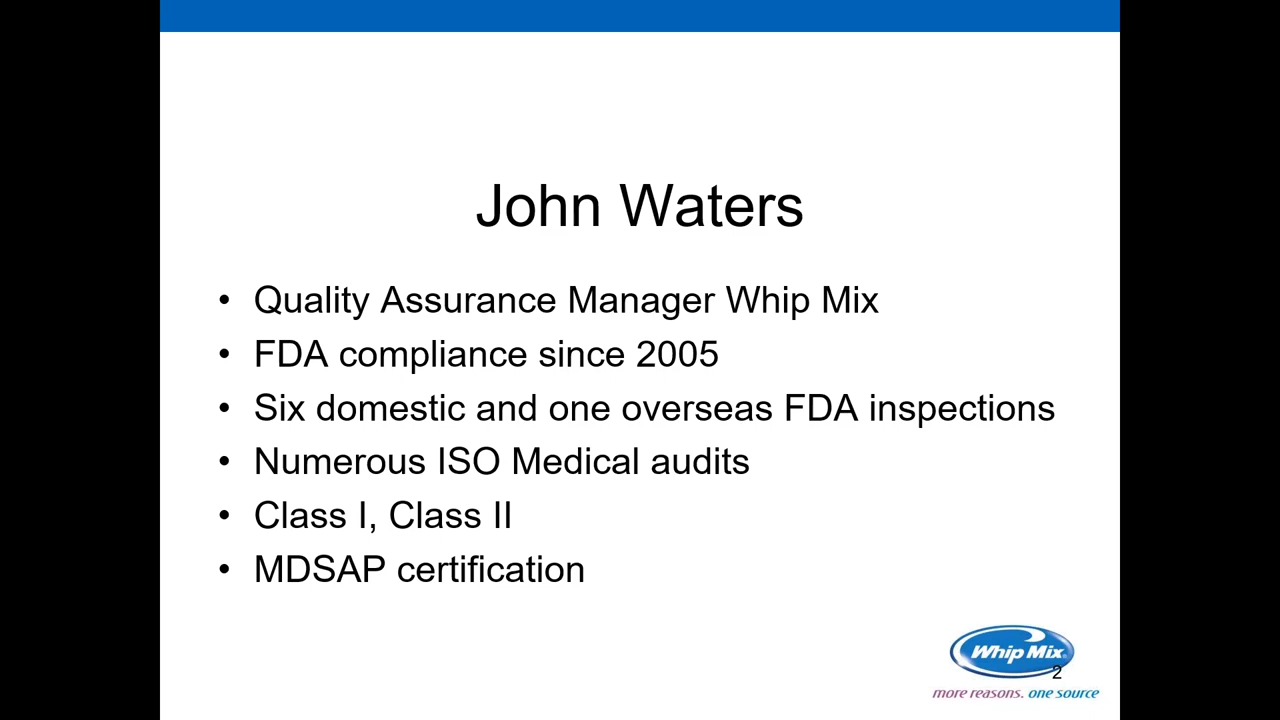 John Waters
• Quality Assurance Manager Whip Mix
• FDA compliance since 2005
• Six domestic and one overseas FDA inspections
• Numerous ISO Medical audits
• Class I, Class II
• MDSAP certification
Whip Mix®
2
more reasons. one source